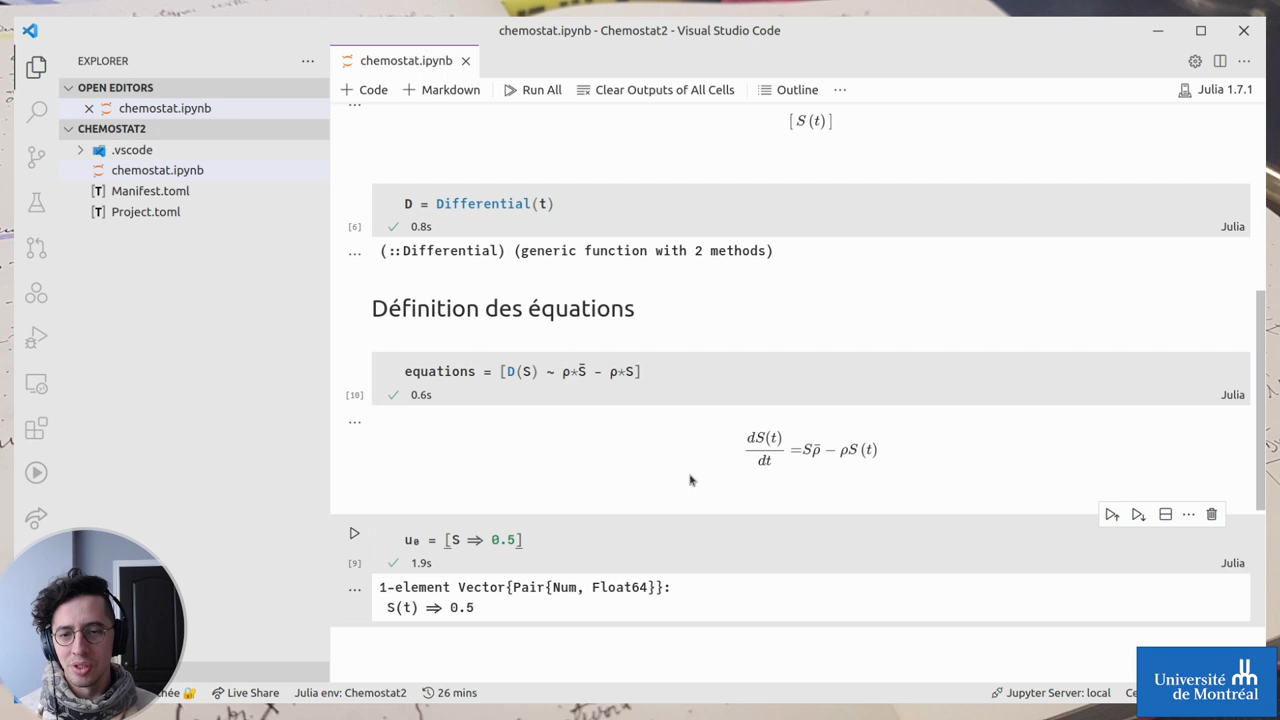 chemostat.ipynb - Chemostat2 - Visual Studio Code
EXPLORER
chemostat.ipynb
OPEN EDITORS
Code
Markdown
Run All
Clear Outputs of All Cells
Outline
Julia 1.7.1
chemostat.ipynb
CHEMOSTAT2
[ S (t) ]
.vscode
chemostat.ipynb
Manifest.toml
Project.toml
D = Differential(t)
[6] 0.8s Julia
(::Differential) (generic function with 2 methods)
Définition des équations
equations = [D(S) ~ ρ*S̄ - ρ*S]
[10] 0.6s Julia
dS(t)
dt
=Sρ̄ − ρS (t)
u₀ = [S ⇒ 0.5]
[9] 1.9s Julia
1-element Vector{Pair{Num, Float64}}:
S(t) ⇒ 0.5
Live Share
Julia env: Chemostat2
26 mins
Jupyter Server: local
Université
de Montréal